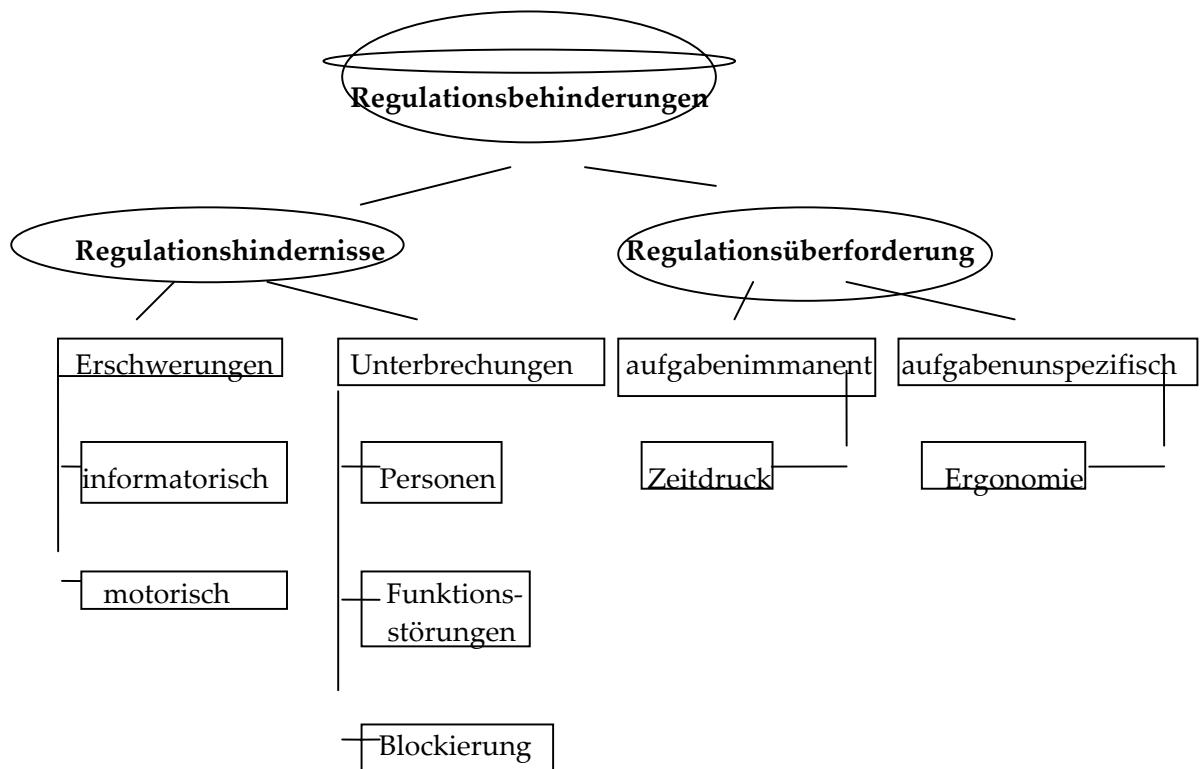 Regulationsbehinderungen
Regulationshindernisse
Regulationsüberforderung
Erschwerungen
Unterbrechungen
aufgabenimmanent
aufgabenunspezifisch
informatorisch
Personen
Zeitdruck
Ergonomie
motorisch
Funktions-
störungen
Blockierung